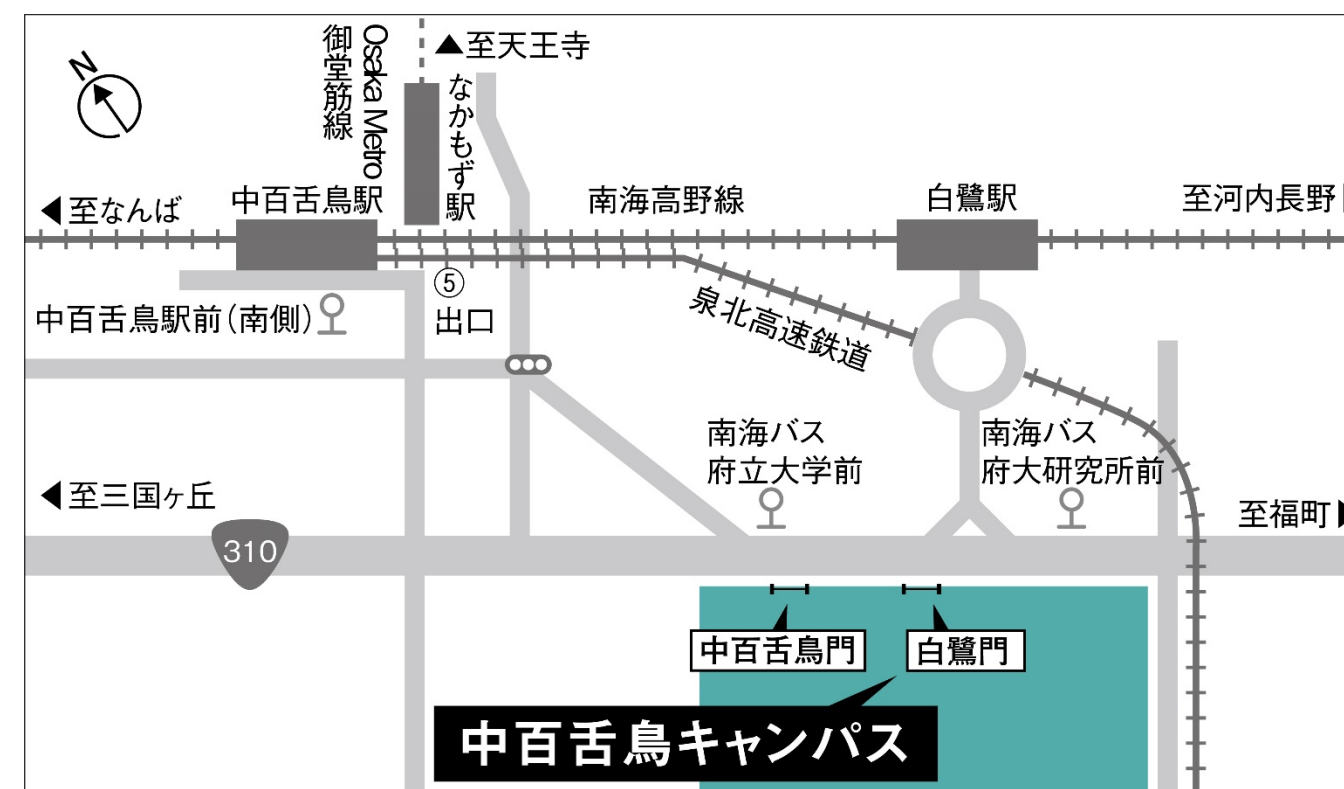 N
Osaka Metro
御堂筋線
▲至天王寺
なかもず駅
◀至なんば
中百舌鳥駅
南海高野線
白鷺駅
至河内長野
⑤
出口
中百舌鳥駅前(南側)
泉北高速鉄道
南海バス
府立大学前
南海バス
府大研究所前
◀至三国ヶ丘
310
至福町▶
中百舌鳥門
白鷺門
中百舌鳥キャンパス